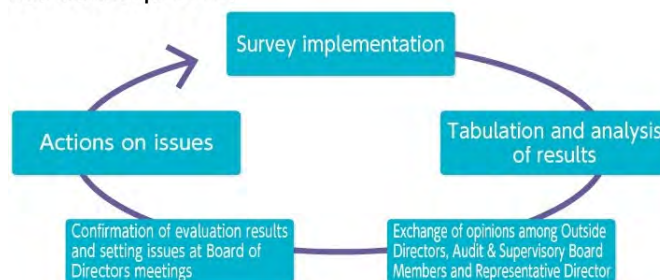 Survey implementation
Tabulation and analysis
of results
Exchange of opinions among Outside
Directors, Audit & Supervisory Board
Members and Representative Director
Confirmation of evaluation results
and setting issues at Board of
Directors meetings
Actions on issues